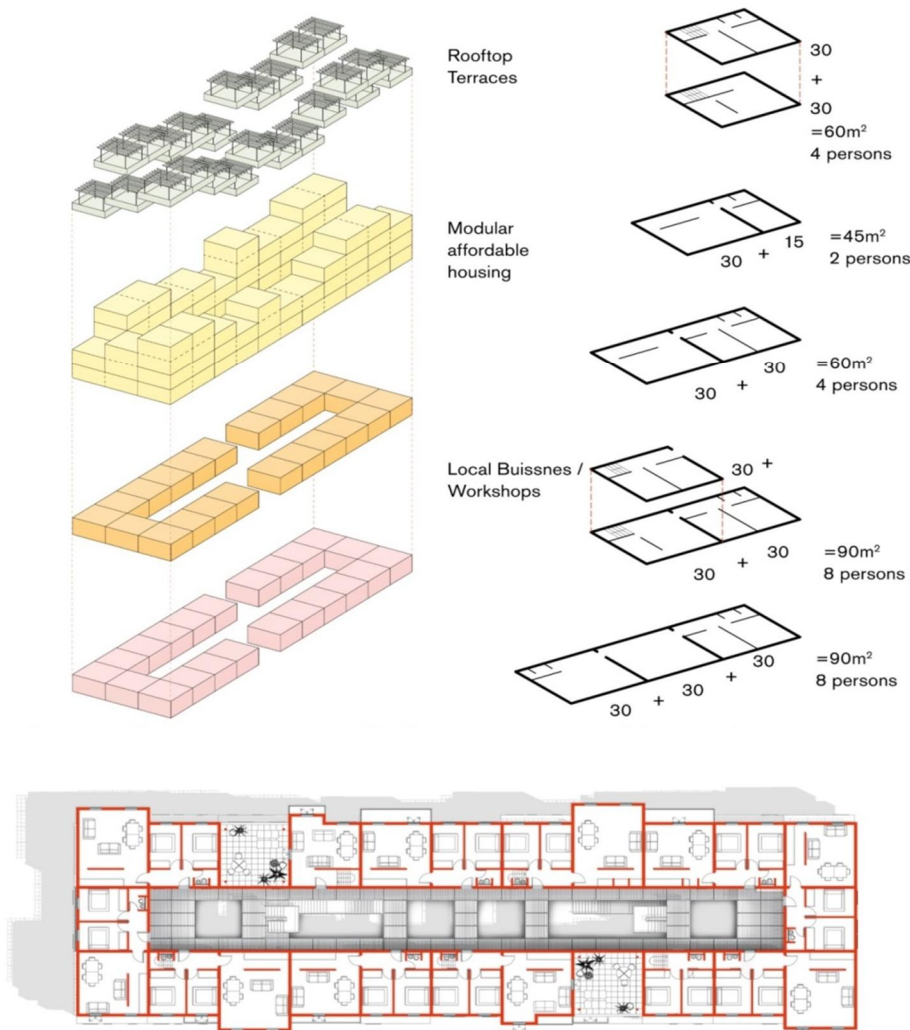 Rooftop
Terraces
30
+
30
=60m²
4 persons
Modular
affordable
housing
30 + 15
=45m²
2 persons
30 + 30
=60m²
4 persons
Local Buissnes /
Workshops
30 +
30 + 30
=90m²
8 persons
30 + 30 + 30
=90m²
8 persons